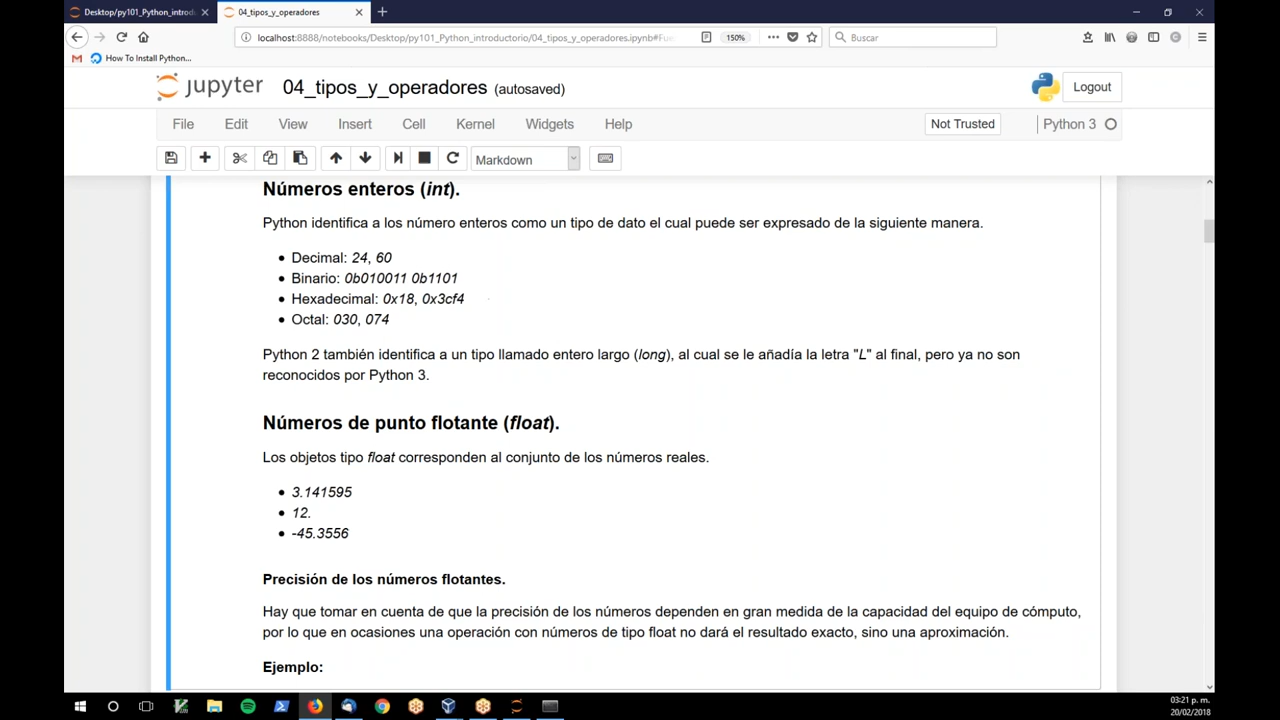 Desktop/py101_Python_introdu
04_tipos_y_operadores
localhost:8888/notebooks/Desktop/py101_Python_introductorio/04_tipos_y_operadores.ipynb#Fue
150%
Buscar
How To Install Python...
jupyter 04_tipos_y_operadores (autosaved)
Logout
File Edit View Insert Cell Kernel Widgets Help
Not Trusted
Python 3
Markdown
Números enteros (int).
Python identifica a los número enteros como un tipo de dato el cual puede ser expresado de la siguiente manera.
• Decimal: 24, 60
• Binario: 0b010011 0b1101
• Hexadecimal: 0x18, 0x3cf4
• Octal: 030, 074
Python 2 también identifica a un tipo llamado entero largo (long), al cual se le añadía la letra "L" al final, pero ya no son
reconocidos por Python 3.
Números de punto flotante (float).
Los objetos tipo float corresponden al conjunto de los números reales.
• 3.141595
• 12.
• -45.3556
Precisión de los números flotantes.
Hay que tomar en cuenta de que la precisión de los números dependen en gran medida de la capacidad del equipo de cómputo,
por lo que en ocasiones una operación con números de tipo float no dará el resultado exacto, sino una aproximación.
Ejemplo:
03:21 p. m.
20/02/2018